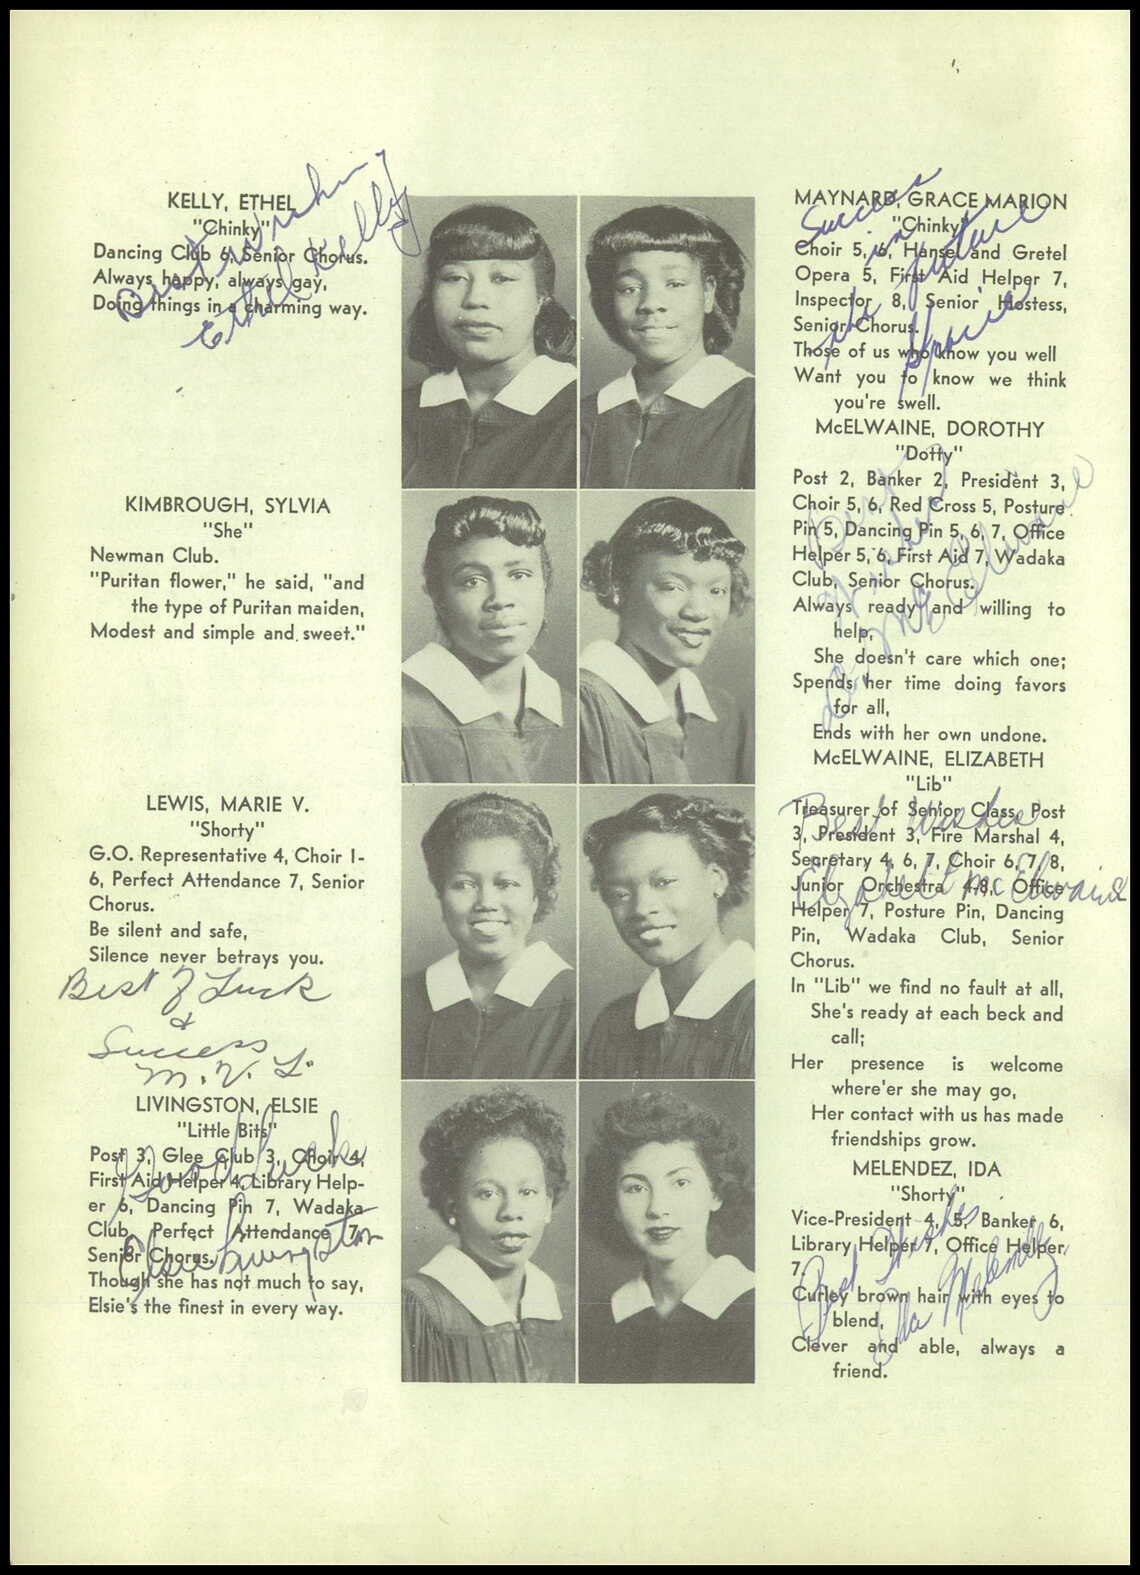 KELLY, ETHEL
"Chinky"
Dancing Club 6, Senior Chorus.
Always happy, always gay,
Doing things in a charming way.
Best wishes
Ethel Kelly
KIMBROUGH, SYLVIA
"She"
Newman Club.
"Puritan flower," he said, "and
the type of Puritan maiden,
Modest and simple and sweet."
LEWIS, MARIE V.
"Shorty"
G.O. Representative 4, Choir 1-
6, Perfect Attendance 7, Senior
Chorus.
Be silent and safe,
Silence never betrays you.
Best of Luck
&
Success
M. V. L.
LIVINGSTON, ELSIE
"Little Bits"
Post 3, Glee Club 3, Choir 4,
First Aid Helper 4, Library Help-
er 6, Dancing Pin 7, Wadaka
Club, Perfect Attendance 7,
Senior Chorus.
Though she has not much to say,
Elsie's the finest in every way.
Good Luck
Elsie Livingston
MAYNARD, GRACE MARION
"Chinky"
Choir 5, 6, Hansel and Gretel
Opera 5, First Aid Helper 7,
Inspector 8, Senior Hostess,
Senior Chorus.
Those of us who know you well
Want you to know we think
you're swell.
Success
in
the future
Gracie
McELWAINE, DOROTHY
"Dotty"
Post 2, Banker 2, President 3,
Choir 5, 6, Red Cross 5, Posture
Pin 5, Dancing Pin 5, 6, 7, Office
Helper 5, 6, First Aid 7, Wadaka
Club, Senior Chorus.
Always ready and willing to
help,
She doesn't care which one;
Spends her time doing favors
for all,
Ends with her own undone.
Best
Wishes
McElwaine
McELWAINE, ELIZABETH
"Lib"
Treasurer of Senior Class, Post
3, President 3, Fire Marshal 4,
Secretary 4, 6, 7, Choir 6, 7, 8,
Junior Orchestra 4-8, Office
Helper 7, Posture Pin, Dancing
Pin, Wadaka Club, Senior
Chorus.
In "Lib" we find no fault at all,
She's ready at each beck and
call;
Her presence is welcome
where'er she may go,
Her contact with us has made
friendships grow.
Best Wishes
Elizabeth McElwaine
MELENDEZ, IDA
"Shorty"
Vice-President 4, 5, Banker 6,
Library Helper 7, Office Helper
7.
Curley brown hair with eyes to
blend,
Clever and able, always a
friend.
Best Wishes
Ida Melendez